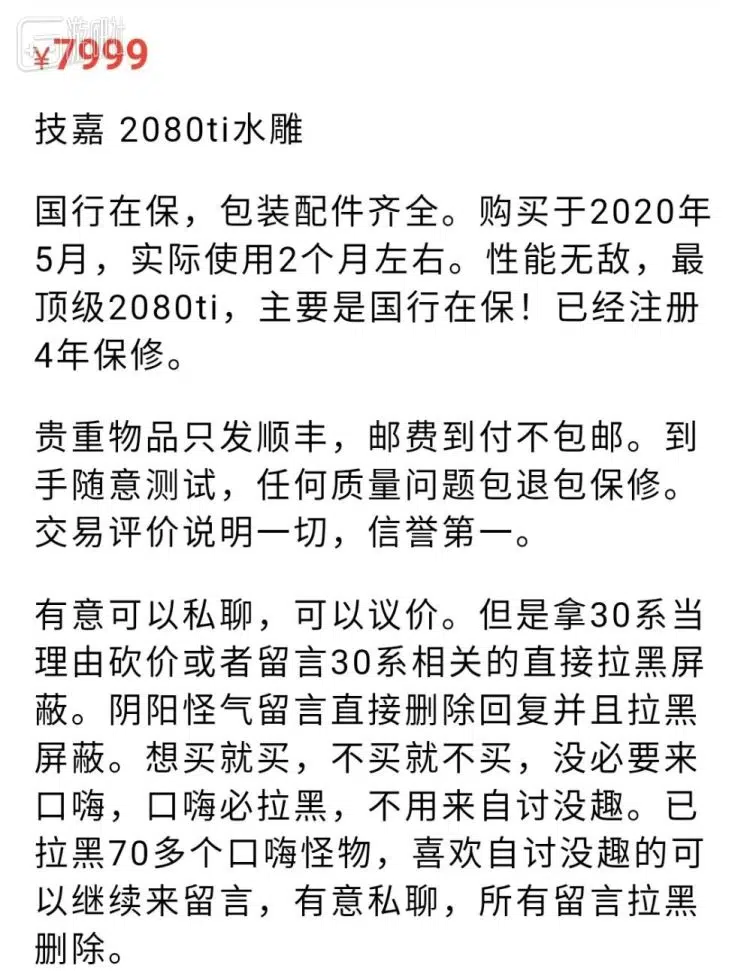 ¥7999
技嘉 2080ti水雕
国行在保，包装配件齐全。购买于2020年
5月，实际使用2个月左右。性能无敌，最
顶级2080ti，主要是国行在保！已经注册
4年保修。
贵重物品只发顺丰，邮费到付不包邮。到
手随意测试，任何质量问题包退包保修。
交易评价说明一切，信誉第一。
有意可以私聊，可以议价。但是拿30系当
理由砍价或者留言30系相关的直接拉黑屏
蔽。阴阳怪气留言直接删除回复并且拉黑
屏蔽。想买就买，不买就不买，没必要来
口嗨，口嗨必拉黑，不用来自讨没趣。已
拉黑70多个口嗨怪物，喜欢自讨没趣的可
以继续来留言，有意私聊，所有留言拉黑
删除。